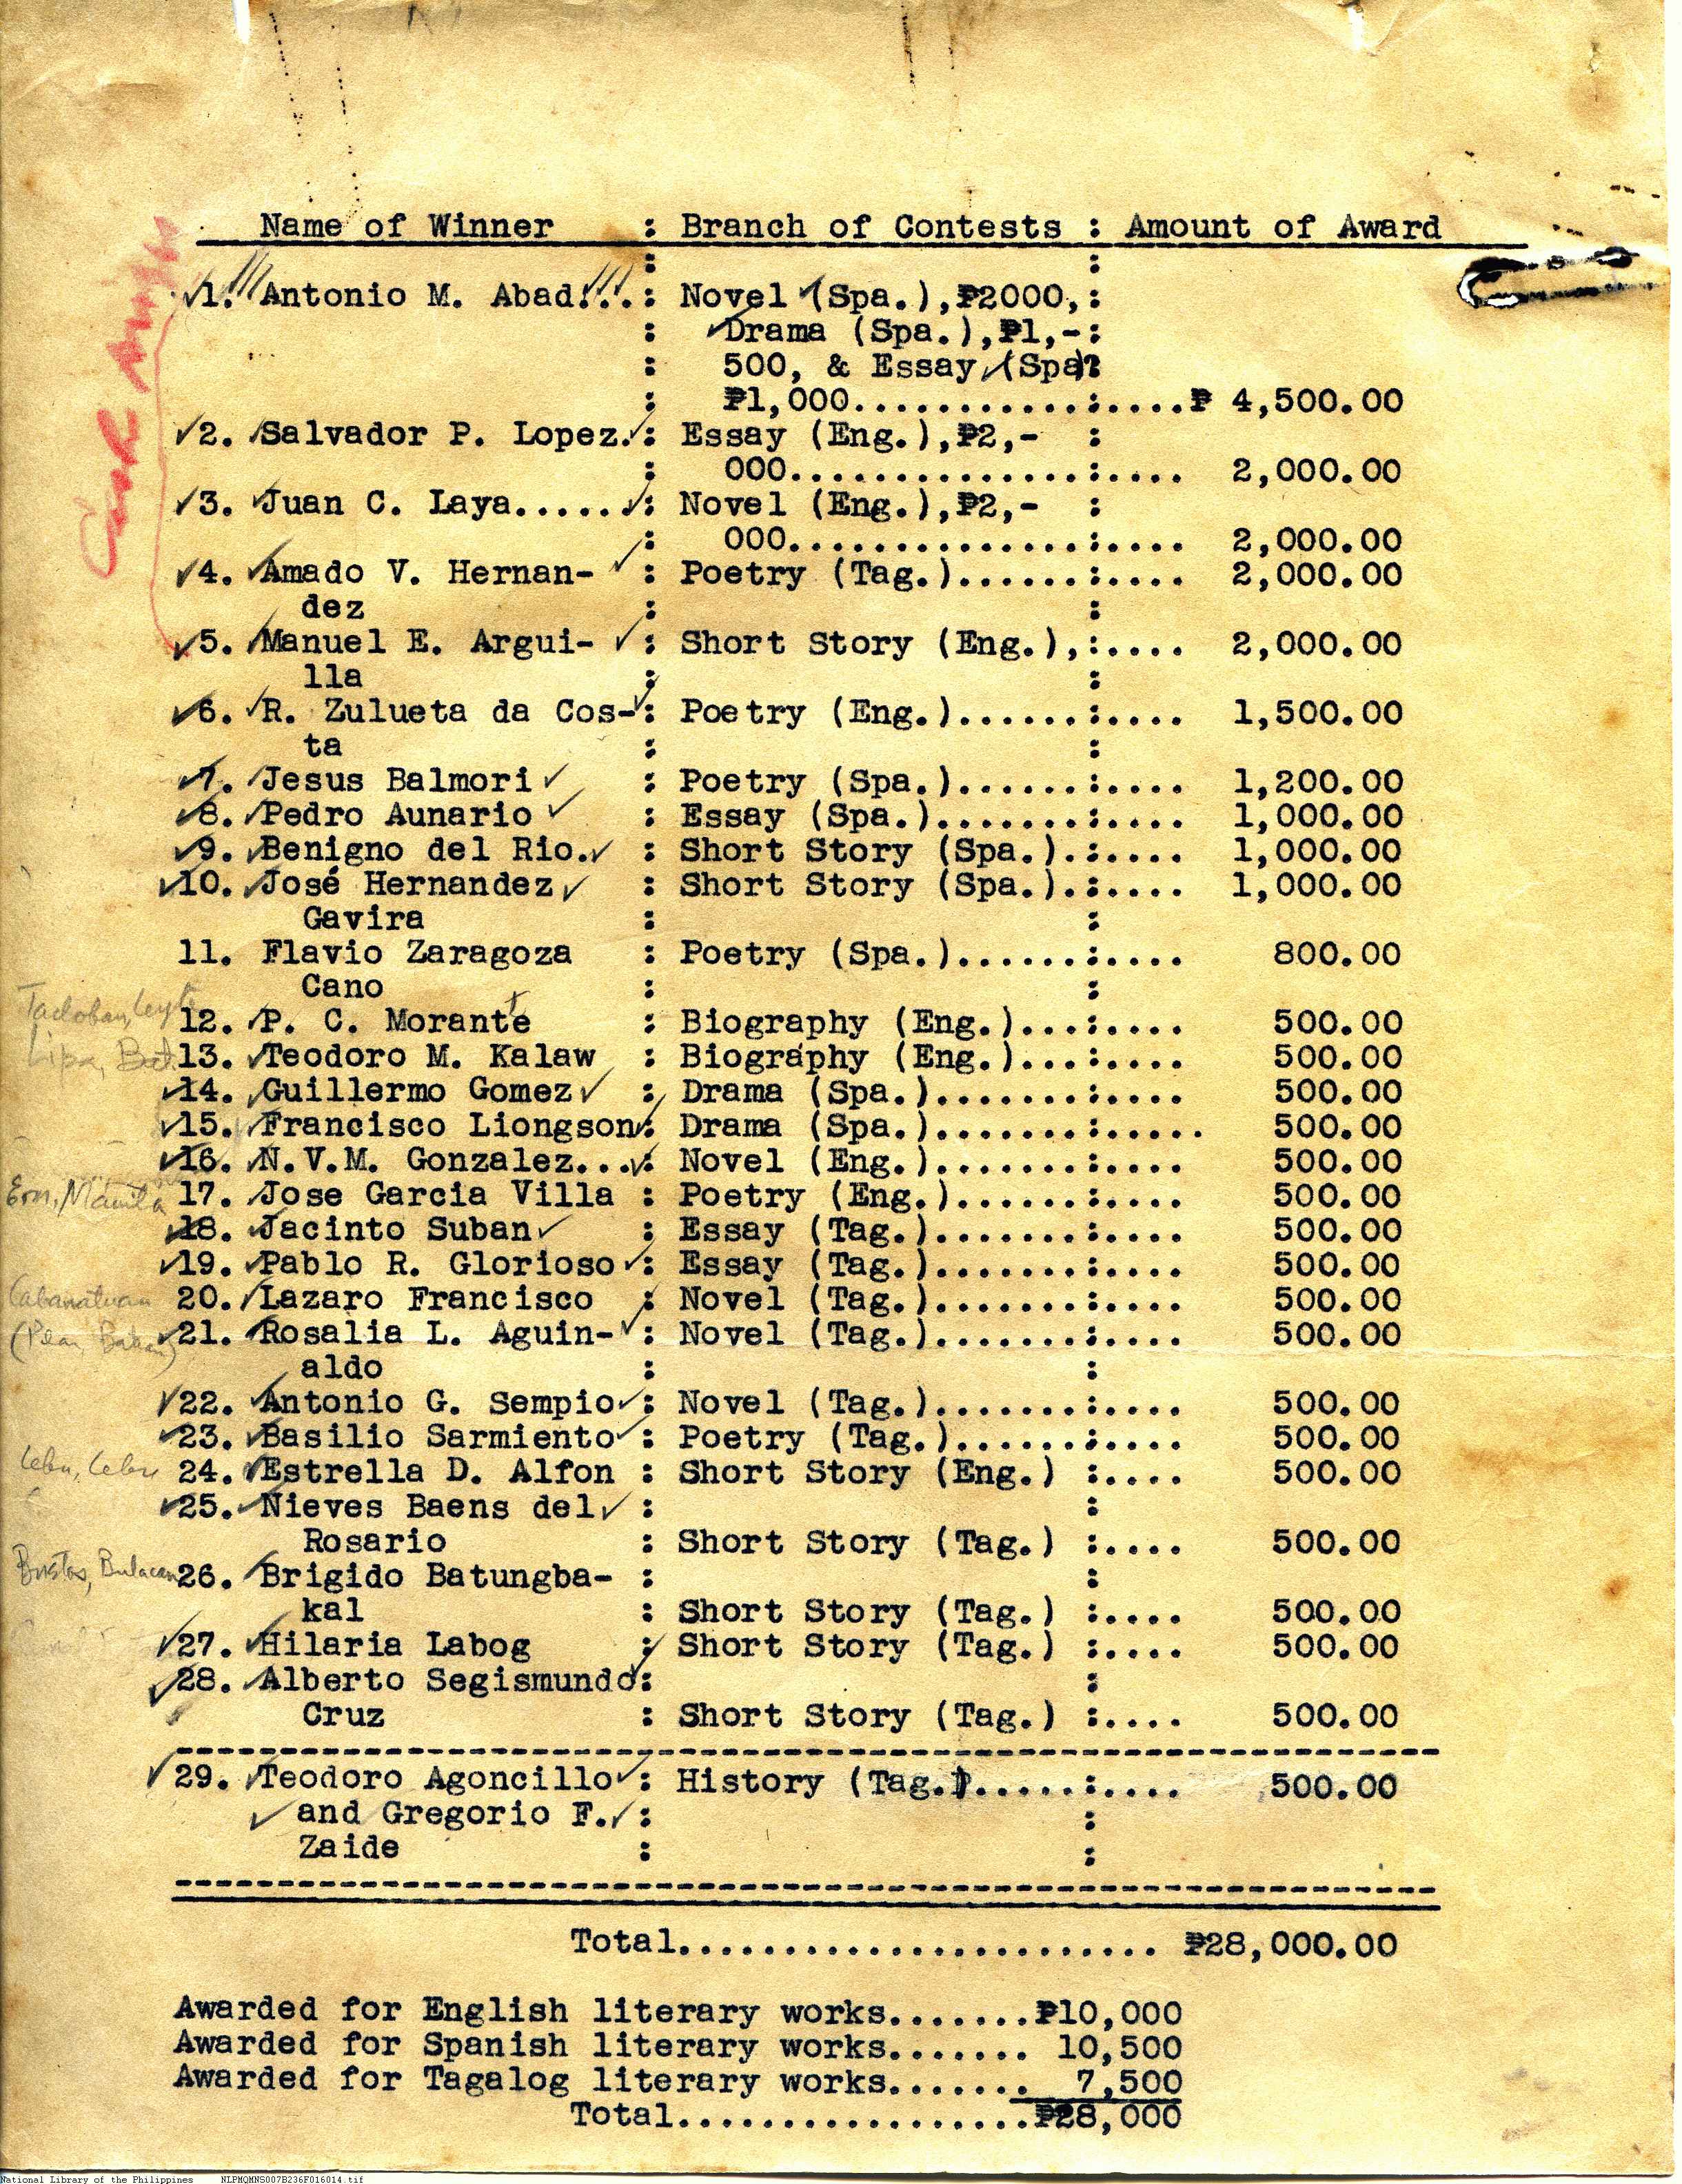 Name of Winner : Branch of Contests : Amount of Award
: :
1. Antonio M. Abad... : Novel (Spa.),₱2000, :
: Drama (Spa.),₱1,- :
: 500, & Essay (Spa) :
: ₱1,000...........:....₱ 4,500.00
2. Salvador P. Lopez. : Essay (Eng.),₱2,- :
: 000..............:.... 2,000.00
3. Juan C. Laya...... : Novel (Eng.),₱2,- :
: 000..............:.... 2,000.00
4. Amado V. Hernan- : Poetry (Tag.)......:.... 2,000.00
dez : :
5. Manuel E. Argui- : Short Story (Eng.),:.... 2,000.00
lla : :
6. R. Zulueta da Cos- : Poetry (Eng.)......:.... 1,500.00
ta : :
7. Jesus Balmori : Poetry (Spa.)......:.... 1,200.00
8. Pedro Aunario : Essay (Spa.).......:.... 1,000.00
9. Benigno del Rio. : Short Story (Spa.).:.... 1,000.00
10. José Hernandez : Short Story (Spa.).:.... 1,000.00
Gavira : :
11. Flavio Zaragoza : Poetry (Spa.)......:.... 800.00
Cano : :
Tacloban, Leyte 12. P. C. Morante : Biography (Eng.)...:.... 500.00
Lipa, Bat. 13. Teodoro M. Kalaw : Biography (Eng.)...:.... 500.00
14. Guillermo Gomez : Drama (Spa.).......:.... 500.00
15. Francisco Liongson : Drama (Spa.).......:..... 500.00
16. N.V.M. Gonzalez... : Novel (Eng.).......:.... 500.00
Erm, Manila 17. Jose Garcia Villa : Poetry (Eng.)......:.... 500.00
18. Jacinto Suban : Essay (Tag.).......:.... 500.00
19. Pablo R. Glorioso : Essay (Tag.).......:.... 500.00
Cabanatuan 20. Lazaro Francisco : Novel (Tag.).......:.... 500.00
21. Rosalia L. Aguin- : Novel (Tag.).......:.... 500.00
aldo : :
22. Antonio G. Sempio : Novel (Tag.).......:.... 500.00
23. Basilio Sarmiento : Poetry (Tag.)......:.... 500.00
Cebu, Cebu 24. Estrella D. Alfon : Short Story (Eng.) :.... 500.00
25. Nieves Baens del : :
Rosario : Short Story (Tag.) :.... 500.00
Bustos, Bulacan 26. Brigido Batungba- : :
kal : Short Story (Tag.) :.... 500.00
27. Hilaria Labog : Short Story (Tag.) :.... 500.00
28. Alberto Segismundo : :
Cruz : Short Story (Tag.) :.... 500.00
29. Teodoro Agoncillo : History (Tag.).....:.... 500.00
and Gregorio F. : :
Zaide : :
Total....................... ₱28,000.00
Awarded for English literary works.......₱10,000
Awarded for Spanish literary works....... 10,500
Awarded for Tagalog literary works....... 7,500
Total.................₱28,000
National Library of the Philippines NLPMQMNS007B236F016014.tif